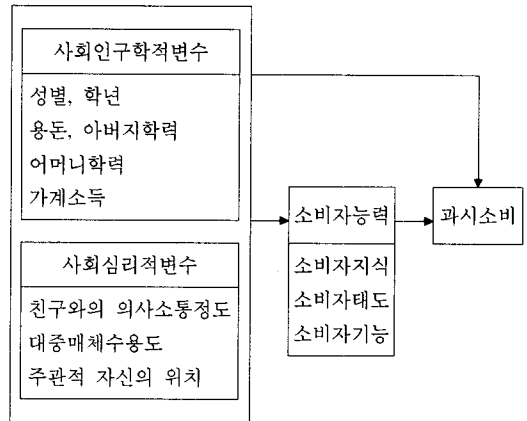 사회인구학적변수
성별, 학년
용돈, 아버지학력
어머니학력
가계소득
사회심리적변수
친구와의 의사소통정도
대중매체수용도
주관적 자신의 위치
소비자능력
소비자지식
소비자태도
소비자기능
과시소비